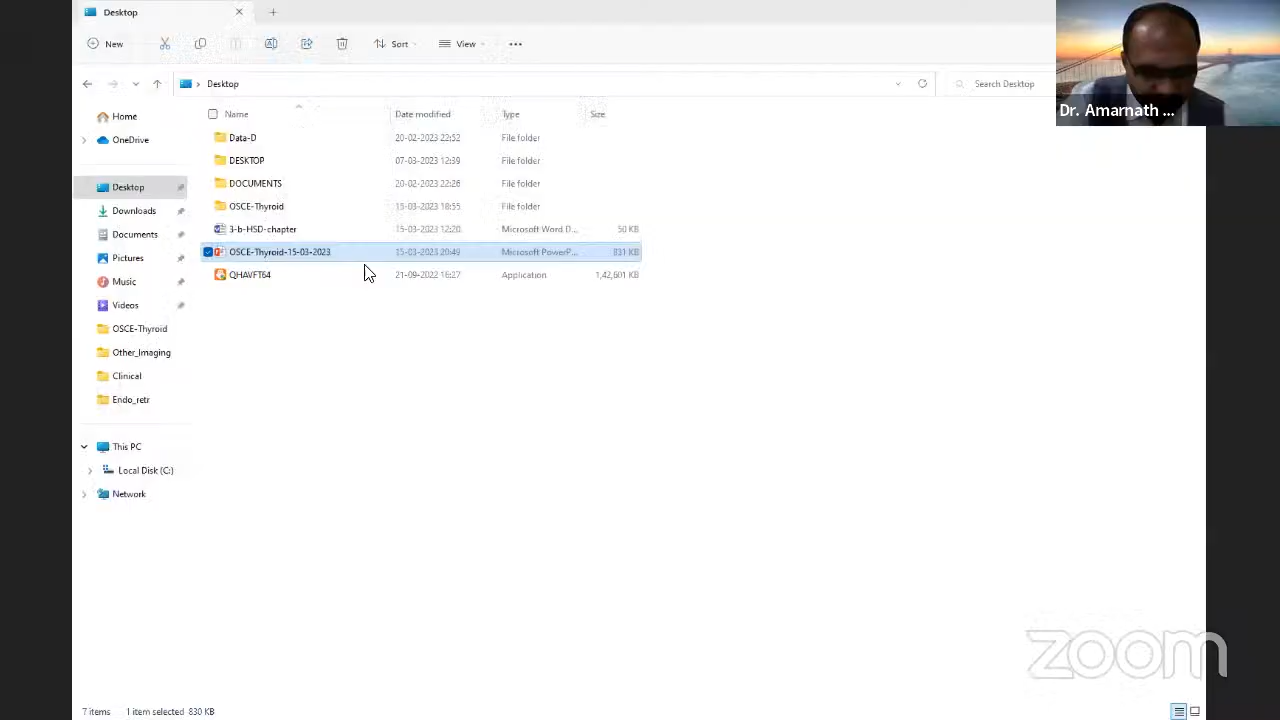 Desktop
New
Sort
View
Desktop
Search Desktop
Dr. Amarnath ...
Name Date modified Type Size
Home
OneDrive
Desktop
Downloads
Documents
Pictures
Music
Videos
OSCE-Thyroid
Other_Imaging
Clinical
Endo_retr
This PC
Local Disk (C:)
Network
Data-D 20-02-2023 22:52 File folder
DESKTOP 07-03-2023 12:39 File folder
DOCUMENTS 20-02-2023 22:26 File folder
OSCE-Thyroid 15-03-2023 18:55 File folder
3-b-HSD-chapter 15-03-2023 12:20 Microsoft Word D... 50 KB
OSCE-Thyroid-15-03-2023 15-03-2023 20:49 Microsoft PowerP... 831 KB
QHAVFT64 21-09-2022 16:27 Application 1,42,601 KB
zoom
7 items 1 item selected 830 KB